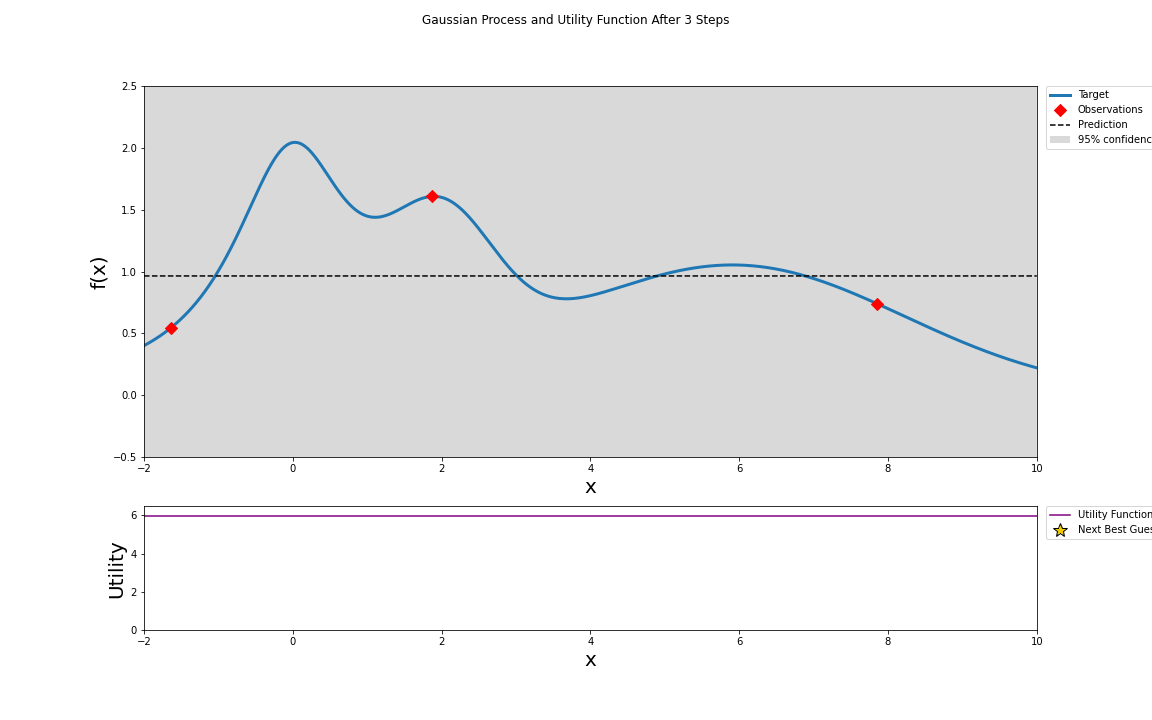 Gaussian Process and Utility Function After 3 Steps
2.5
2.0
1.5
1.0
0.5
0.0
−0.5
f(x)
−2 0 2 4 6 8 10
x
Target
Observations
Prediction
95% confidenc
6
4
2
0
Utility
−2 0 2 4 6 8 10
x
Utility Function
Next Best Gues